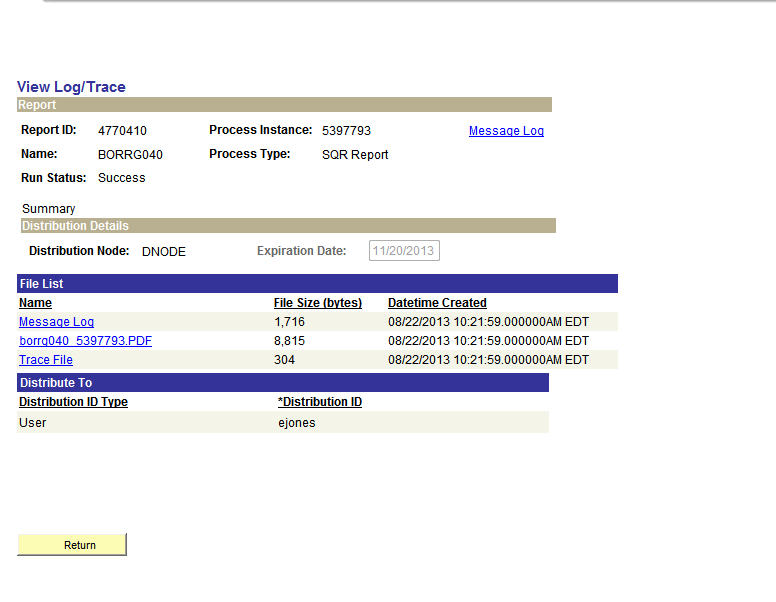 View Log/Trace
Report
Report ID: 4770410 Process Instance: 5397793 Message Log
Name: BORRG040 Process Type: SQR Report
Run Status: Success
Summary
Distribution Details
Distribution Node: DNODE Expiration Date: 11/20/2013
File List
Name File Size (bytes) Datetime Created
Message Log 1,716 08/22/2013 10:21:59.000000AM EDT
borrg040_5397793.PDF 8,815 08/22/2013 10:21:59.000000AM EDT
Trace File 304 08/22/2013 10:21:59.000000AM EDT
Distribute To
Distribution ID Type *Distribution ID
User ejones
Return